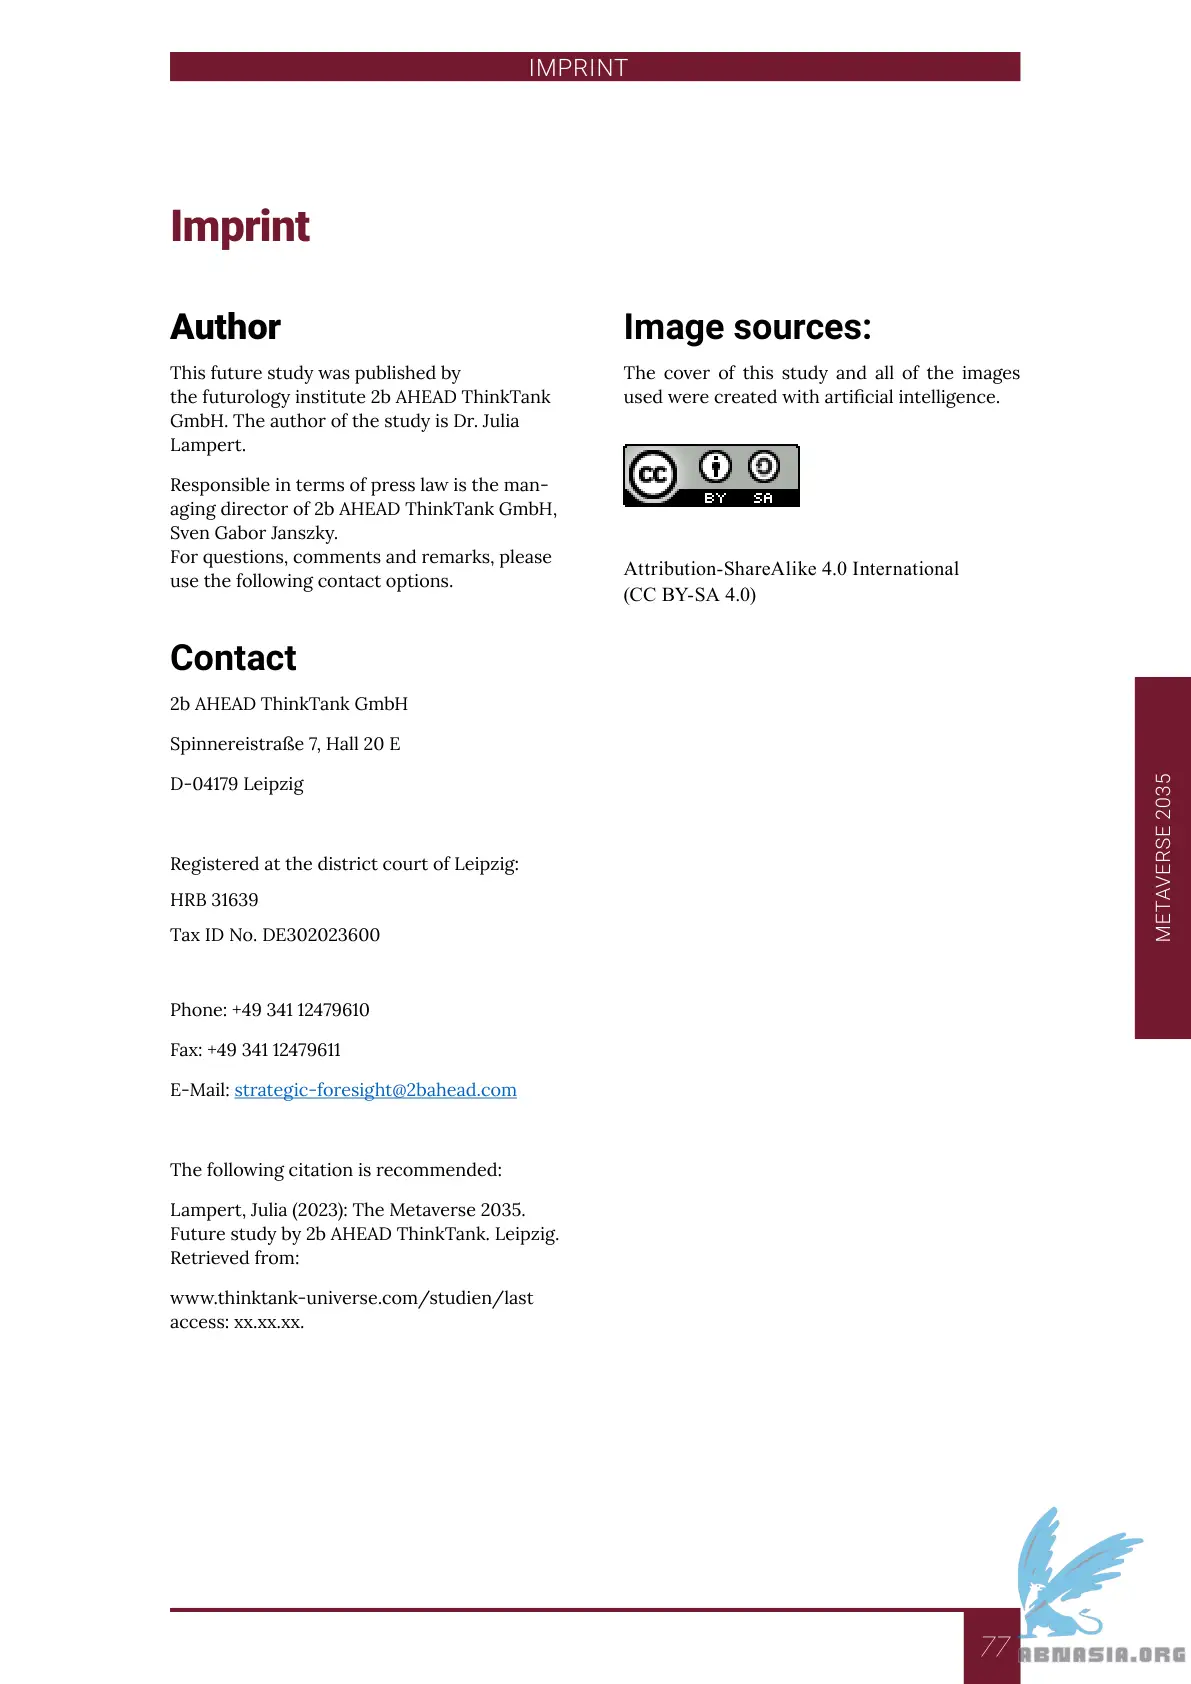 IMPRINT
Imprint
Author
This future study was published by
the futurology institute 2b AHEAD ThinkTank
GmbH. The author of the study is Dr. Julia
Lampert.
Responsible in terms of press law is the man-
aging director of 2b AHEAD ThinkTank GmbH,
Sven Gabor Janszky.
For questions, comments and remarks, please
use the following contact options.
Contact
2b AHEAD ThinkTank GmbH
Spinnereistraße 7, Hall 20 E
D-04179 Leipzig
Registered at the district court of Leipzig:
HRB 31639
Tax ID No. DE302023600
Phone: +49 341 12479610
Fax: +49 341 12479611
E-Mail: strategic-foresight@2bahead.com
The following citation is recommended:
Lampert, Julia (2023): The Metaverse 2035.
Future study by 2b AHEAD ThinkTank. Leipzig.
Retrieved from:
www.thinktank-universe.com/studien/last
access: xx.xx.xx.
Image sources:
The cover of this study and all of the images
used were created with artificial intelligence.
CC
BY SA
Attribution-ShareAlike 4.0 International
(CC BY-SA 4.0)
METAVERSE 2035
77
ABNASIA.ORG